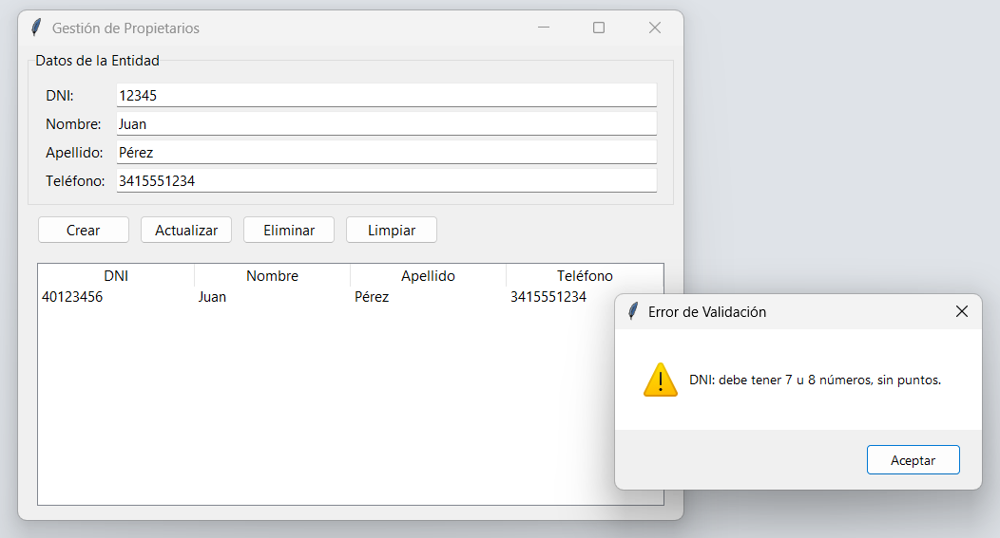 Gestión de Propietarios
Datos de la Entidad
DNI: 12345
Nombre: Juan
Apellido: Pérez
Teléfono: 3415551234
Crear Actualizar Eliminar Limpiar
DNI Nombre Apellido Teléfono
40123456 Juan Pérez 3415551234
Error de Validación
DNI: debe tener 7 u 8 números, sin puntos.
Aceptar